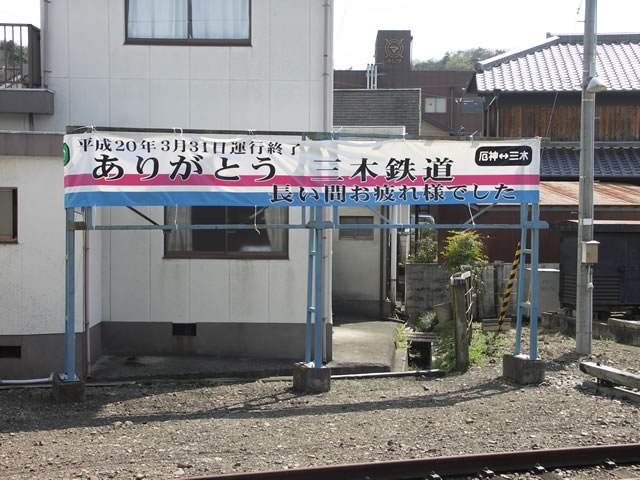 平成20年3月31日運行終了
ありがとう 三木鉄道
厄神↔三木
長い間お疲れ様でした